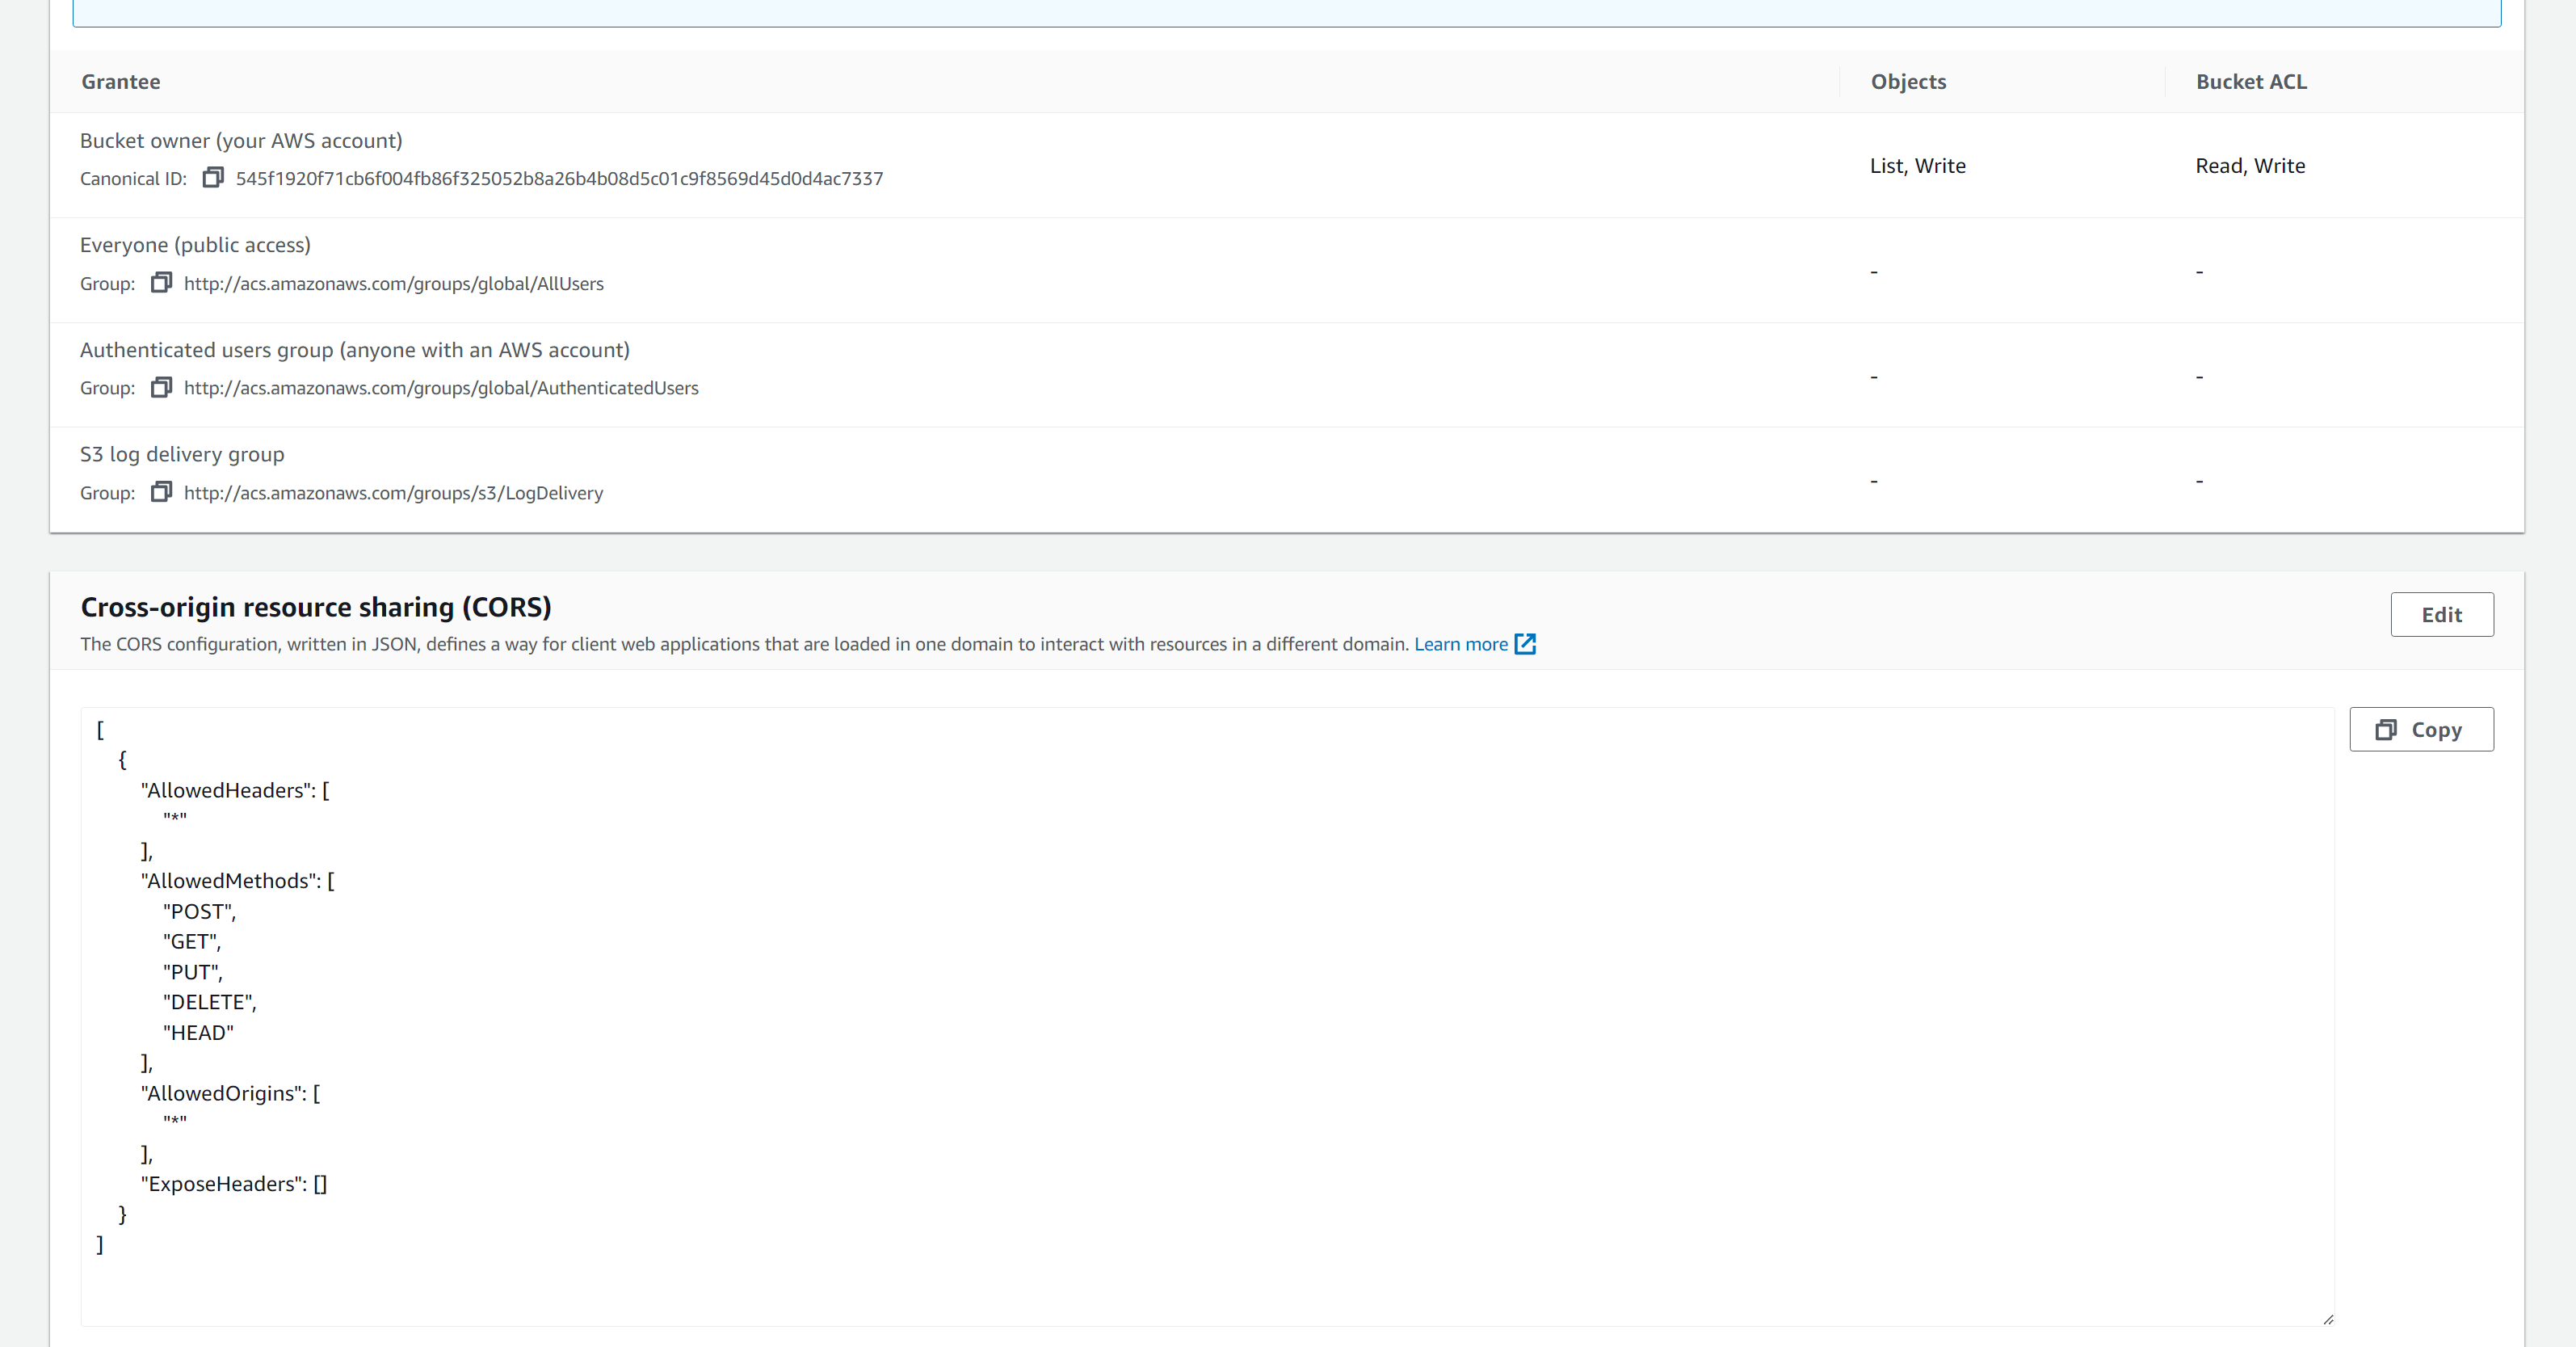 Grantee Objects Bucket ACL
Bucket owner (your AWS account)
Canonical ID: 545f1920f71cb6f004fb86f325052b8a26b4b08d5c01c9f8569d45d0d4ac7337
List, Write Read, Write
Everyone (public access)
Group: http://acs.amazonaws.com/groups/global/AllUsers
- -
Authenticated users group (anyone with an AWS account)
Group: http://acs.amazonaws.com/groups/global/AuthenticatedUsers
- -
S3 log delivery group
Group: http://acs.amazonaws.com/groups/s3/LogDelivery
- -
Cross-origin resource sharing (CORS)
Edit
The CORS configuration, written in JSON, defines a way for client web applications that are loaded in one domain to interact with resources in a different domain. Learn more
Copy
[
{
"AllowedHeaders": [
"*"
],
"AllowedMethods": [
"POST",
"GET",
"PUT",
"DELETE",
"HEAD"
],
"AllowedOrigins": [
"*"
],
"ExposeHeaders": []
}
]